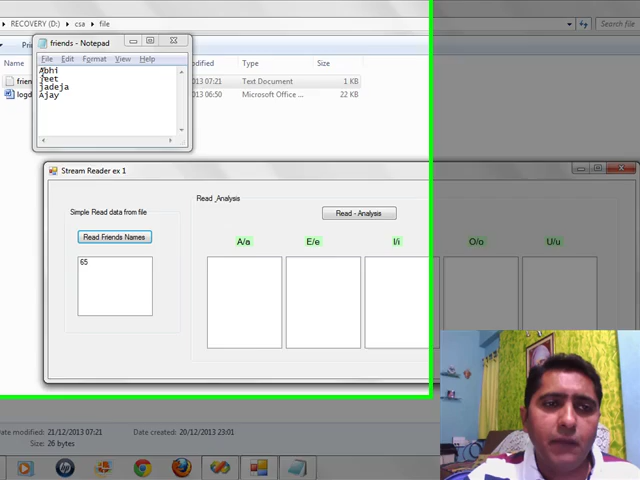 RECOVERY (D:) ▸ csa ▸ file
Search file
friends - Notepad
File Edit Format View Help
Abhi
jeet
jadeja
Ajay
Name
Type
Size
2013 07:21 Text Document 1 KB
2013 06:50 Microsoft Office ... 22 KB
Stream Reader ex 1
Simple Read data from file
Read Friends Names
65
Read_Analysis
Read - Analysis
A/a E/e I/i O/o U/u
Date modified: 21/12/2013 07:21 Date created: 20/12/2013 23:01
Size: 26 bytes
hp